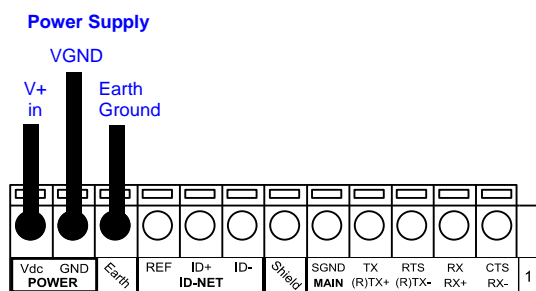 Power Supply
VGND
V+
in
Earth
Ground
Vdc GND Earth REF ID+ ID- Shield SGND TX RTS RX CTS
POWER ID-NET MAIN (R)TX+ (R)TX- RX+ RX-
1